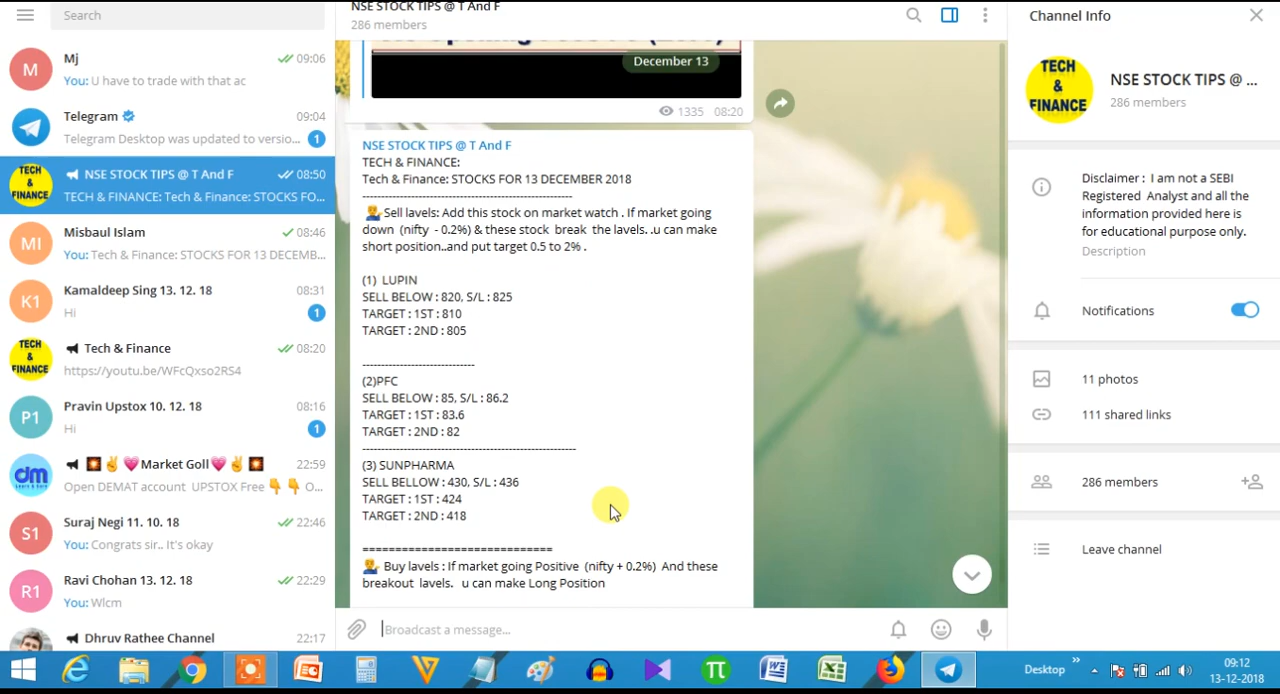 Search
Mj
09:06
You: U have to trade with that ac
Telegram
09:04
Telegram Desktop was updated to versio...
1
TECH
&
FINANCE
NSE STOCK TIPS @ T And F
08:50
TECH & FINANCE: Tech & Finance: STOCKS FO...
MI
Misbaul Islam
08:46
You: Tech & Finance: STOCKS FOR 13 DECEMB...
K1
Kamaldeep Sing 13. 12. 18
08:31
Hi
1
TECH
&
FINANCE
Tech & Finance
08:20
https://youtu.be/WFcQxso2RS4
P1
Pravin Upstox 10. 12. 18
08:16
Hi
1
dm
Market Goll
22:59
Open DEMAT account UPSTOX Free O...
S1
Suraj Negi 11. 10. 18
22:46
You: Congrats sir.. It's okay
R1
Ravi Chohan 13. 12. 18
22:29
You: Wlcm
Dhruv Rathee Channel
22:17
M
NSE STOCK TIPS @ T And F
286 members
December 13
1335 08:20
NSE STOCK TIPS @ T And F
TECH & FINANCE:
Tech & Finance: STOCKS FOR 13 DECEMBER 2018
--------------------------------------------------
Sell lavels: Add this stock on market watch . If market going
down (nifty - 0.2%) & these stock break the lavels. .u can make
short position..and put target 0.5 to 2% .
(1) LUPIN
SELL BELOW : 820, S/L : 825
TARGET : 1ST : 810
TARGET : 2ND : 805
---------------------------
(2)PFC
SELL BELOW : 85, S/L : 86.2
TARGET : 1ST : 83.6
TARGET : 2ND : 82
---------------------------------------------------
(3) SUNPHARMA
SELL BELLOW : 430, S/L : 436
TARGET : 1ST : 424
TARGET : 2ND : 418
=============================
Buy lavels : If market going Positive (nifty + 0.2%) And these
breakout lavels. u can make Long Position
Broadcast a message...
Channel Info
TECH
&
FINANCE
NSE STOCK TIPS @ ...
286 members
Disclaimer : I am not a SEBI
Registered Analyst and all the
information provided here is
for educational purpose only.
Description
Notifications
11 photos
111 shared links
286 members
Leave channel
Desktop
09:12
13-12-2018